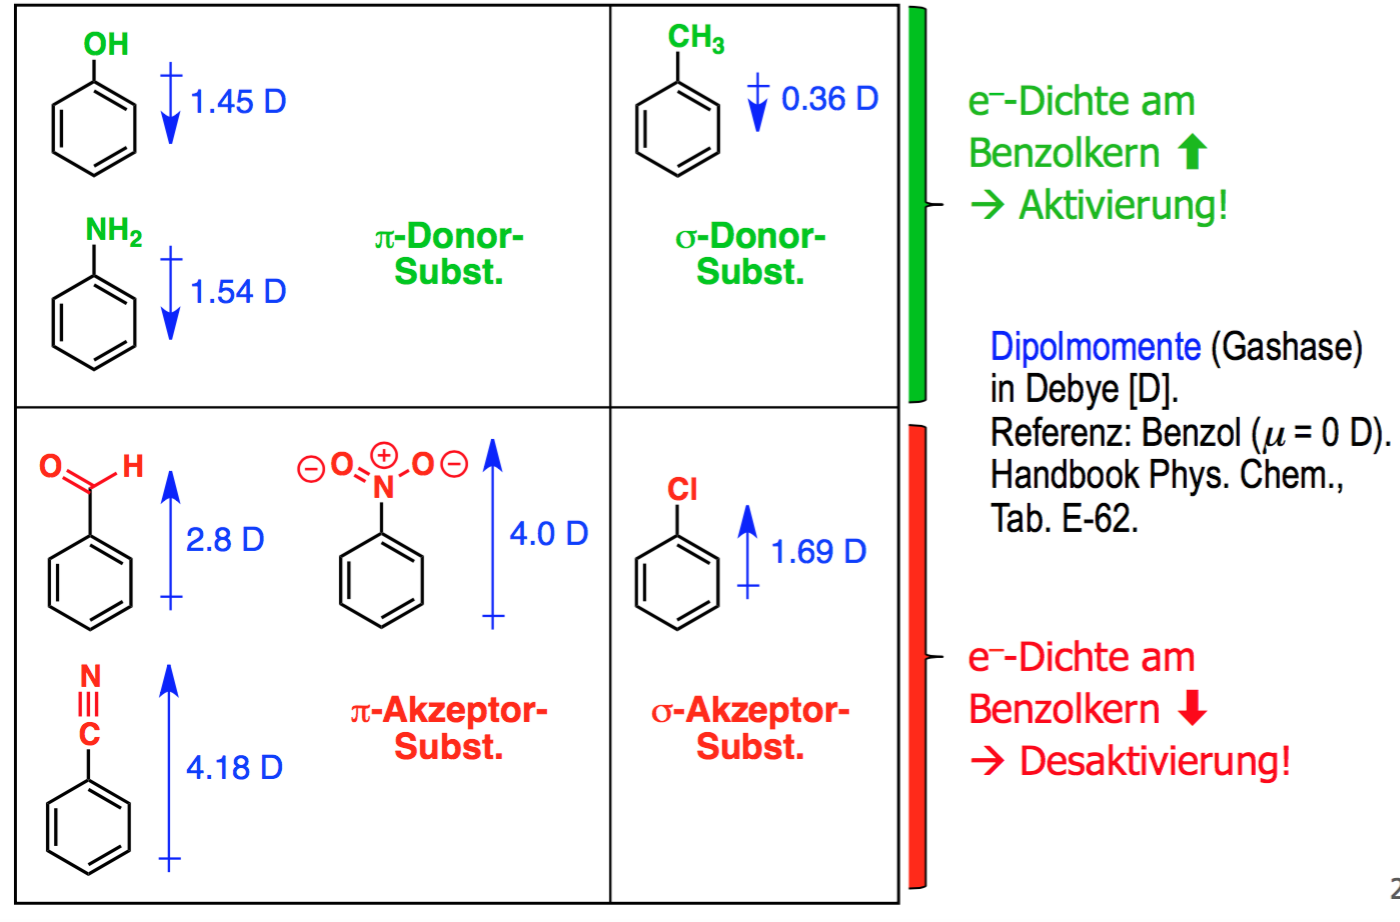 OH
1.45 D
CH3
0.36 D
NH2
1.54 D
π-Donor-
Subst.
σ-Donor-
Subst.
e–-Dichte am
Benzolkern ⬆
→ Aktivierung!
Dipolmomente (Gashase)
in Debye [D].
Referenz: Benzol (μ = 0 D).
Handbook Phys. Chem.,
Tab. E-62.
O H
2.8 D
⊖ O ⊕ N O ⊖
4.0 D
Cl
1.69 D
N
C
4.18 D
π-Akzeptor-
Subst.
σ-Akzeptor-
Subst.
e–-Dichte am
Benzolkern ⬇
→ Desaktivierung!
2